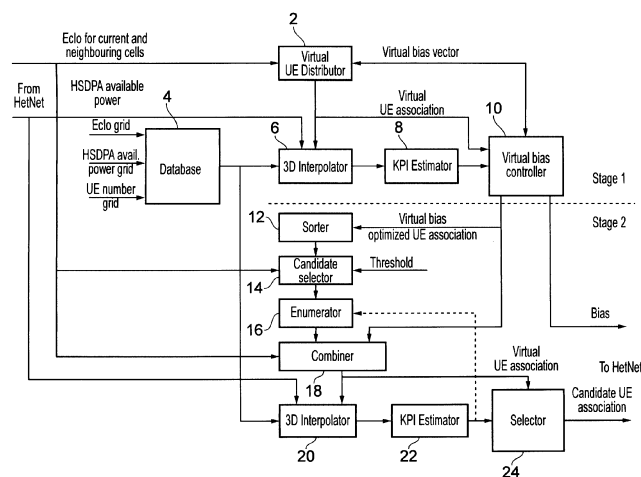 2
EcIo for current and
neighbouring cells
Virtual
UE Distributor
Virtual bias vector
From
HetNet
HSDPA available
power
4
Virtual
UE association
10
EcIo grid
HSDPA avail.
power grid
UE number
grid
Database
6
3D Interpolator
8
KPI Estimator
Virtual bias
controller
Stage 1
Stage 2
12
Sorter
Virtual bias
optimized UE association
Candidate
selector
14
Threshold
16
Enumerator
Bias
Combiner
18
Virtual
UE association
To HetNet
Candidate UE
association
3D Interpolator
20
KPI Estimator
22
Selector
24